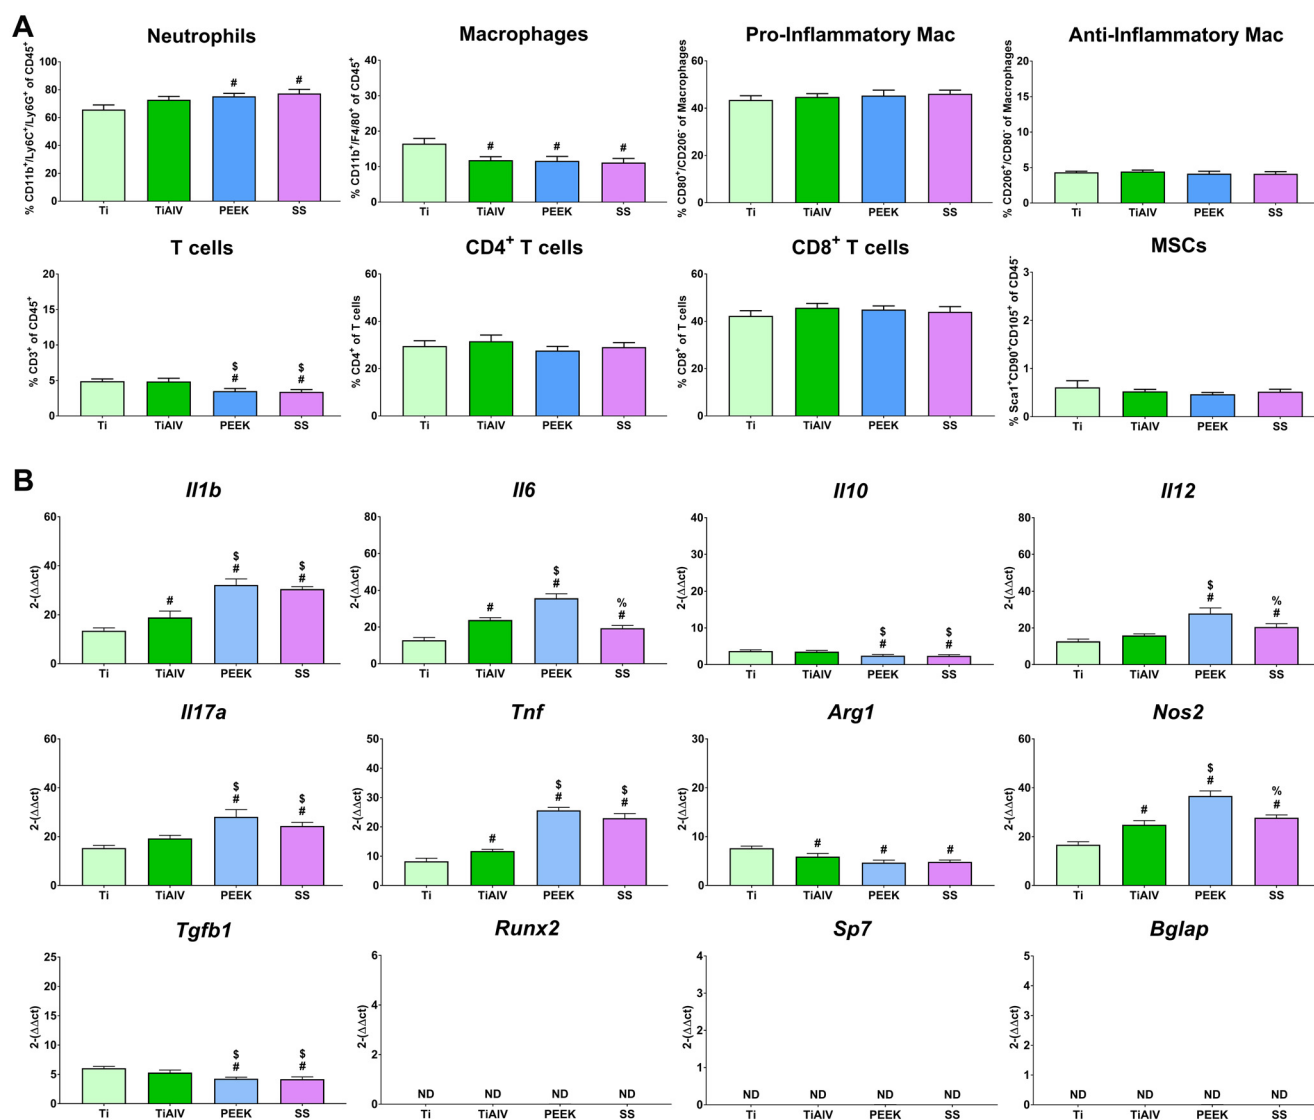 A
Neutrophils
% CD11b⁺/Ly6C⁺/Ly6G⁺ of CD45⁺
100
80
60
40
20
0
# #
Ti TiAlV PEEK SS
Macrophages
% CD11b⁺/F4/80⁺ of CD45⁺
40
30
20
10
0
# # #
Ti TiAlV PEEK SS
Pro-Inflammatory Mac
% CD80⁺/CD206⁻ of Macrophages
60
40
20
0
Ti TiAlV PEEK SS
Anti-Inflammatory Mac
% CD206⁺/CD80⁻ of Macrophages
20
15
10
5
0
Ti TiAlV PEEK SS
T cells
% CD3⁺ of CD45⁺
20
15
10
5
0
$ $
# #
Ti TiAlV PEEK SS
CD4⁺ T cells
% CD4⁺ of T cells
60
40
20
0
Ti TiAlV PEEK SS
CD8⁺ T cells
% CD8⁺ of T cells
60
40
20
0
Ti TiAlV PEEK SS
MSCs
% Sca1⁺CD90⁺CD105⁺ of CD45⁻
3
2
1
0
Ti TiAlV PEEK SS
B
Il1b
2-(ΔΔct)
60
40
20
0
$ $
# # #
Ti TiAlV PEEK SS
Il6
2-(ΔΔct)
80
60
40
20
0
$ %
# # #
Ti TiAlV PEEK SS
Il10
2-(ΔΔct)
40
30
20
10
0
$ $
# #
Ti TiAlV PEEK SS
Il12
2-(ΔΔct)
80
60
40
20
0
$ %
# #
Ti TiAlV PEEK SS
Il17a
2-(ΔΔct)
60
40
20
0
$ $
# #
Ti TiAlV PEEK SS
Tnf
2-(ΔΔct)
50
40
30
20
10
0
$ $
# # #
Ti TiAlV PEEK SS
Arg1
2-(ΔΔct)
30
20
10
0
# # #
Ti TiAlV PEEK SS
Nos2
2-(ΔΔct)
60
40
20
0
$ %
# # #
Ti TiAlV PEEK SS
Tgfb1
2-(ΔΔct)
25
20
15
10
5
0
$ $
# #
Ti TiAlV PEEK SS
Runx2
2-(ΔΔct)
6
4
2
0
ND ND ND ND
Ti TiAlV PEEK SS
Sp7
2-(ΔΔct)
4
3
2
1
0
ND ND ND ND
Ti TiAlV PEEK SS
Bglap
2-(ΔΔct)
5
4
3
2
1
0
ND ND ND ND
Ti TiAlV PEEK SS